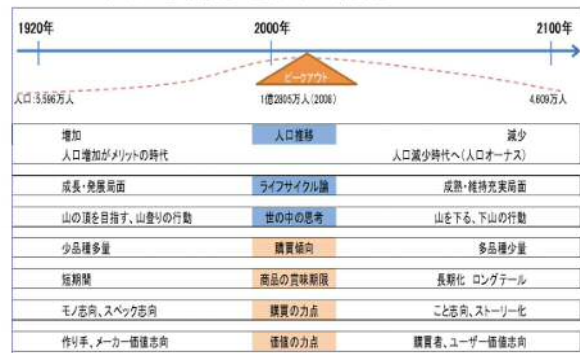 1920年 2000年 2100年
ピークアウト
人口:5,596万人 1億2805万人(2008) 4,609万人
増加 人口推移 減少
人口増加がメリットの時代 人口減少時代へ(人口オーナス)
成長・発展局面 ライフサイクル論 成熟・維持充実局面
山の頂を目指す、山登りの行動 世の中の思考 山を下る、下山の行動
少品種多量 購買傾向 多品種少量
短期間 商品の賞味期限 長期化 ロングテール
モノ志向、スペック志向 購買の力点 こと志向、ストーリー化
作り手、メーカー価値志向 価値の力点 購買者、ユーザー価値志向